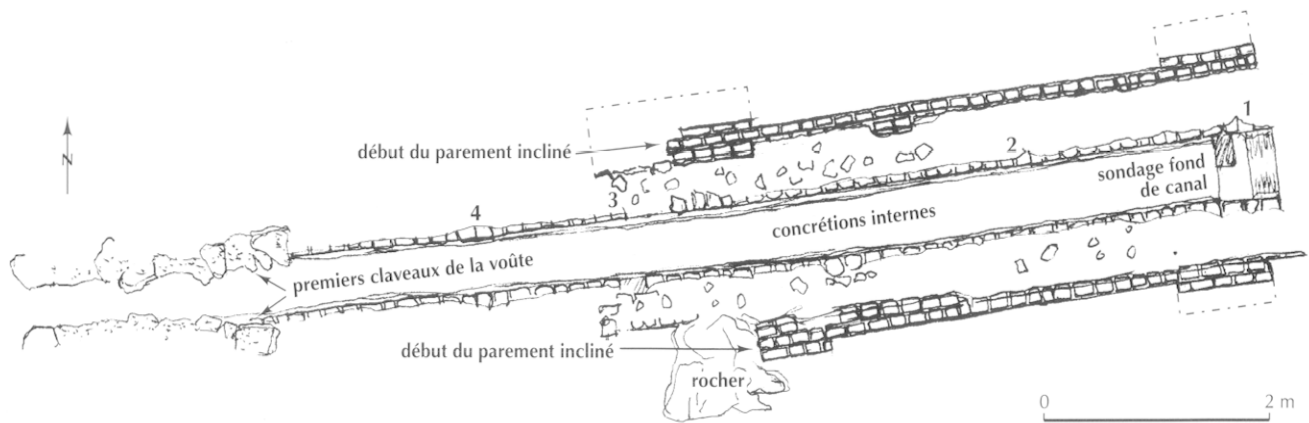 1
début du parement incliné
2
N
sondage fond
de canal
3
4
concrétions internes
premiers claveaux de la voûte
début du parement incliné
rocher
0
2 m